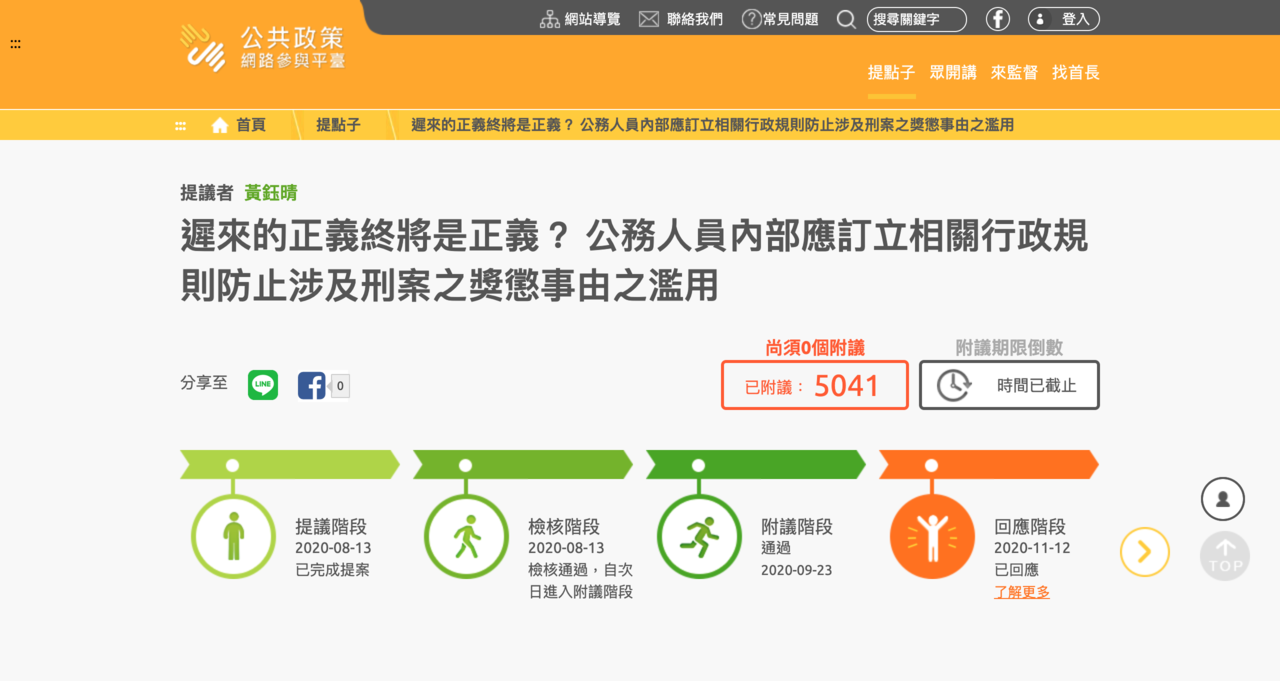 網站導覽 聯絡我們 常見問題 搜尋關鍵字 登入
:::
公共政策
網路參與平臺
提點子 眾開講 來監督 找首長
::: 首頁 提點子 遲來的正義終將是正義? 公務人員內部應訂立相關行政規則防止涉及刑案之獎懲事由之濫用
提議者 黃鈺晴
遲來的正義終將是正義? 公務人員內部應訂立相關行政規
則防止涉及刑案之獎懲事由之濫用
尚須0個附議 附議期限倒數
分享至 LINE 0 已附議: 5041 時間已截止
提議階段
2020-08-13
已完成提案
檢核階段
2020-08-13
檢核通過,自次
日進入附議階段
附議階段
通過
2020-09-23
回應階段
2020-11-12
已回應
了解更多
TOP